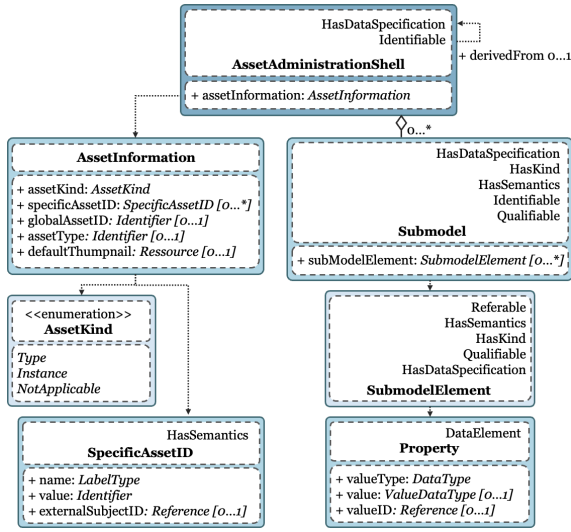 HasDataSpecification
Identifiable
AssetAdministrationShell
+ derivedFrom 0...1
+ assetInformation: AssetInformation
0...*
AssetInformation
+ assetKind: AssetKind
+ specificAssetID: SpecificAssetID [0...*]
+ globalAssetID: Identifier [0...1]
+ assetType: Identifier [0...1]
+ defaultThumpnail: Ressource [0...1]
HasDataSpecification
HasKind
HasSemantics
Identifiable
Qualifiable
Submodel
+ subModelElement: SubmodelElement [0...*]
<<enumeration>>
AssetKind
Type
Instance
NotApplicable
Referable
HasSemantics
HasKind
Qualifiable
HasDataSpecification
SubmodelElement
HasSemantics
SpecificAssetID
+ name: LabelType
+ value: Identifier
+ externalSubjectID: Reference [0...1]
DataElement
Property
+ valueType: DataType
+ value: ValueDataType [0...1]
+ valueID: Reference [0...1]